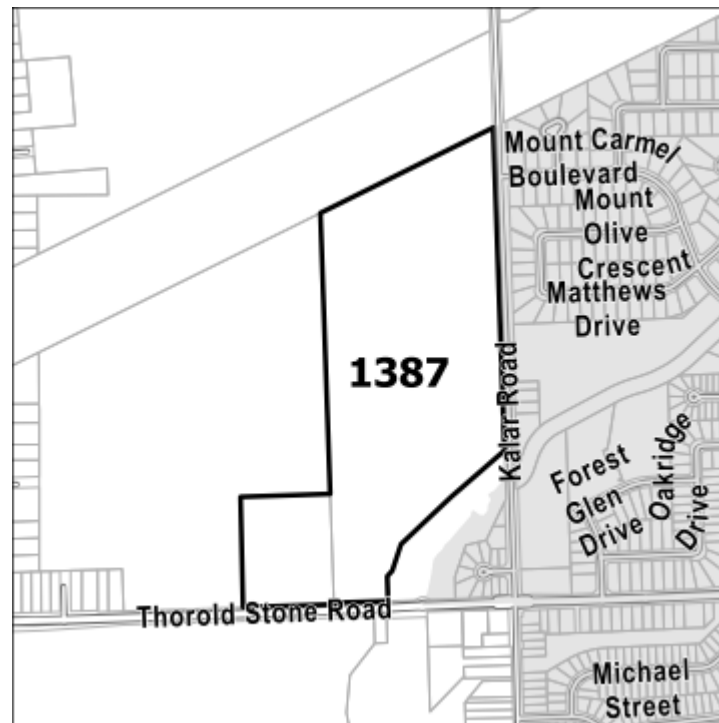 Mount Carmel
Boulevard
Mount
Olive
Crescent
Matthews
Drive
1387
Kalar Road
Forest
Glen
Drive
Oakridge
Drive
Thorold Stone Road
Michael
Street